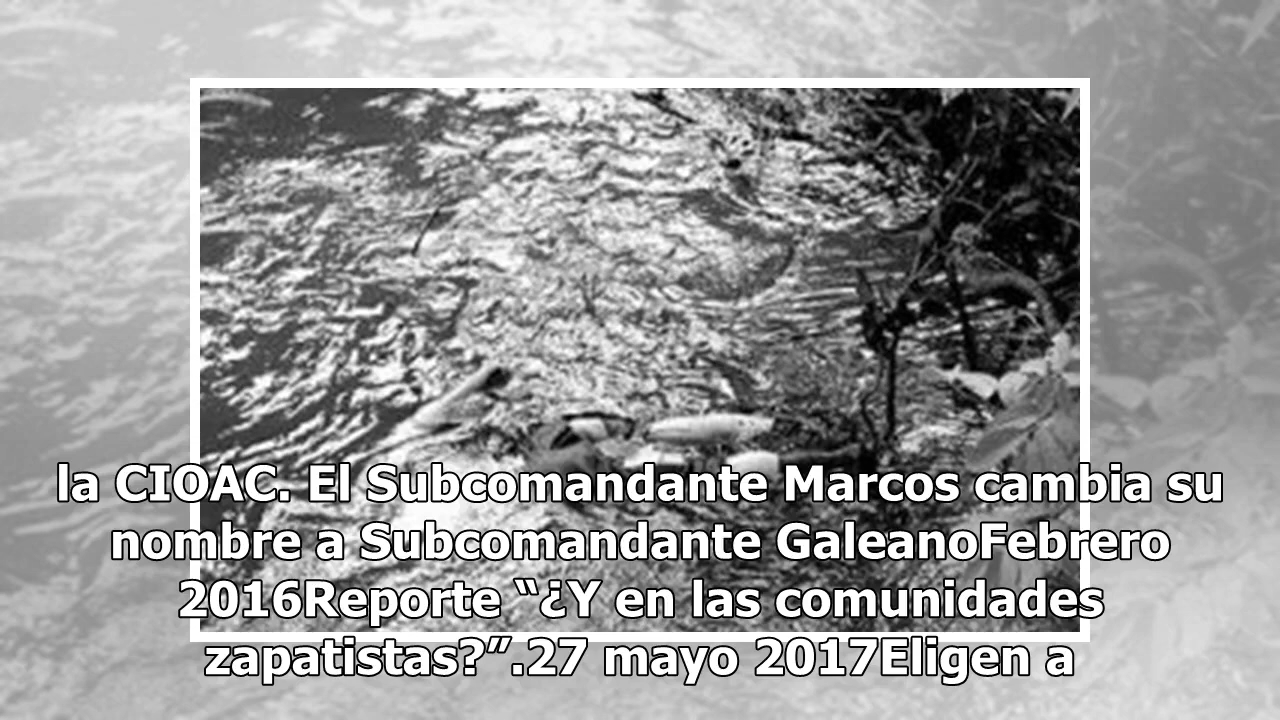 la CIOAC. El Subcomandante Marcos cambia su
nombre a Subcomandante GaleanoFebrero
2016Reporte “¿Y en las comunidades
zapatistas?”.27 mayo 2017Eligen a